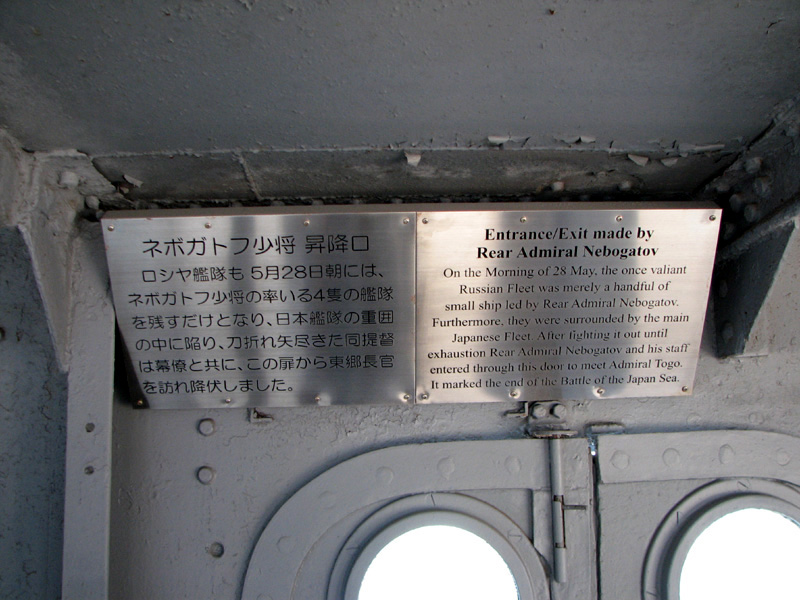 ネボガトフ少将 昇降口
ロシヤ艦隊も5月28日朝には、
ネボガトフ少将の率いる4隻の艦隊
を残すだけとなり、日本艦隊の重囲
の中に陥り、刀折れ矢尽きた同提督
は幕僚と共に、この扉から東郷長官
を訪れ降伏しました。
Entrance/Exit made by
Rear Admiral Nebogatov
On the Morning of 28 May, the once valiant
Russian Fleet was merely a handful of
small ship led by Rear Admiral Nebogatov.
Furthermore, they were surrounded by the main
Japanese Fleet. After fighting it out until
exhaustion Rear Admiral Nebogatov and his staff
entered through this door to meet Admiral Togo.
It marked the end of the Battle of the Japan Sea.